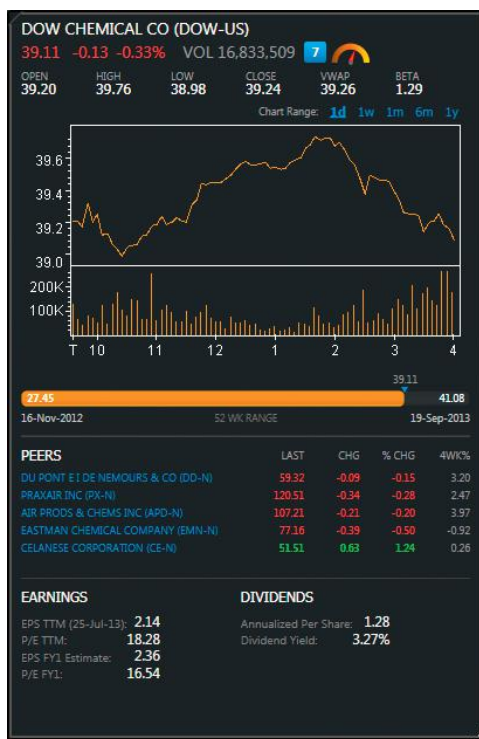 DOW CHEMICAL CO (DOW-US)
39.11 -0.13 -0.33% VOL 16,833,509 7
OPEN HIGH LOW CLOSE VWAP BETA
39.20 39.76 38.98 39.24 39.26 1.29
Chart Range: 1d 1w 1m 6m 1y
39.6
39.4
39.2
39.0
200K
100K
T 10 11 12 1 2 3 4
39.11
27.45 41.08
16-Nov-2012 52 WK RANGE 19-Sep-2013
PEERS LAST CHG % CHG 4WK%
DU PONT E I DE NEMOURS & CO (DD-N) 59.32 -0.09 -0.15 3.20
PRAXAIR INC (PX-N) 120.51 -0.34 -0.28 2.47
AIR PRODS & CHEMS INC (APD-N) 107.21 -0.21 -0.20 3.97
EASTMAN CHEMICAL COMPANY (EMN-N) 77.16 -0.39 -0.50 -0.92
CELANESE CORPORATION (CE-N) 51.51 0.63 1.24 0.26
EARNINGS DIVIDENDS
EPS TTM (25-Jul-13): 2.14 Annualized Per Share: 1.28
P/E TTM: 18.28 Dividend Yield: 3.27%
EPS FY1 Estimate: 2.36
P/E FY1: 16.54